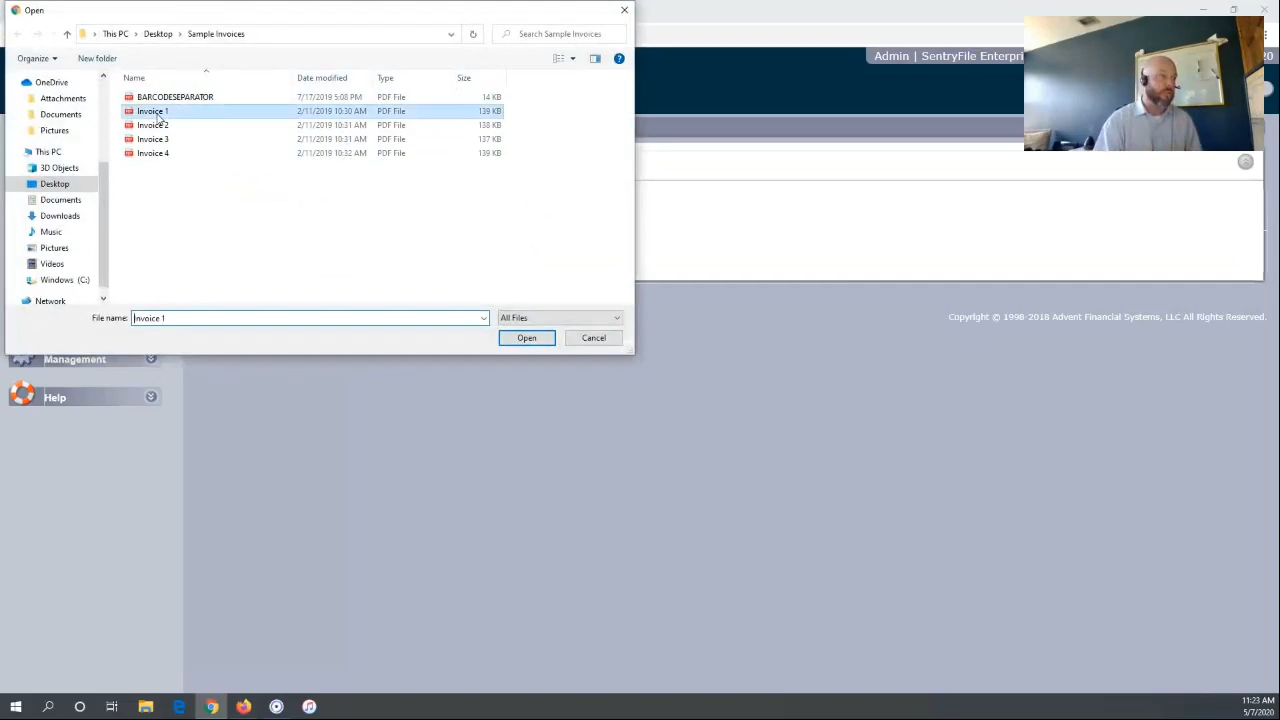 Open
This PC > Desktop > Sample Invoices
Search Sample Invoices
Organize
New folder
Name Date modified Type Size
OneDrive
Attachments
Documents
Pictures
This PC
3D Objects
Desktop
Documents
Downloads
Music
Pictures
Videos
Windows (C:)
Network
BARCODESEPARATOR 7/17/2019 5:08 PM PDF File 14 KB
Invoice 1 2/11/2019 10:30 AM PDF File 139 KB
Invoice 2 2/11/2019 10:31 AM PDF File 138 KB
Invoice 3 2/11/2019 10:31 AM PDF File 137 KB
Invoice 4 2/11/2019 10:32 AM PDF File 139 KB
File name: Invoice 1
All Files
Open
Cancel
Admin | SentryFile Enterpri
20
Copyright © 1998-2018 Advent Financial Systems, LLC All Rights Reserved.
Management
Help
11:23 AM
5/7/2020